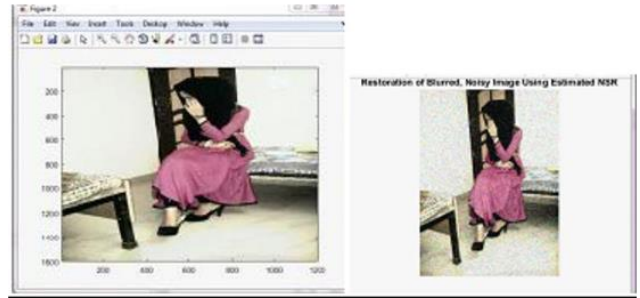 Figure 2
File Edit View Insert Tools Desktop Window Help
200
400
600
800
1000
1200
1400
1600
200 400 600 800 1000 1200
Restoration of Blurred, Noisy Image Using Estimated NSR